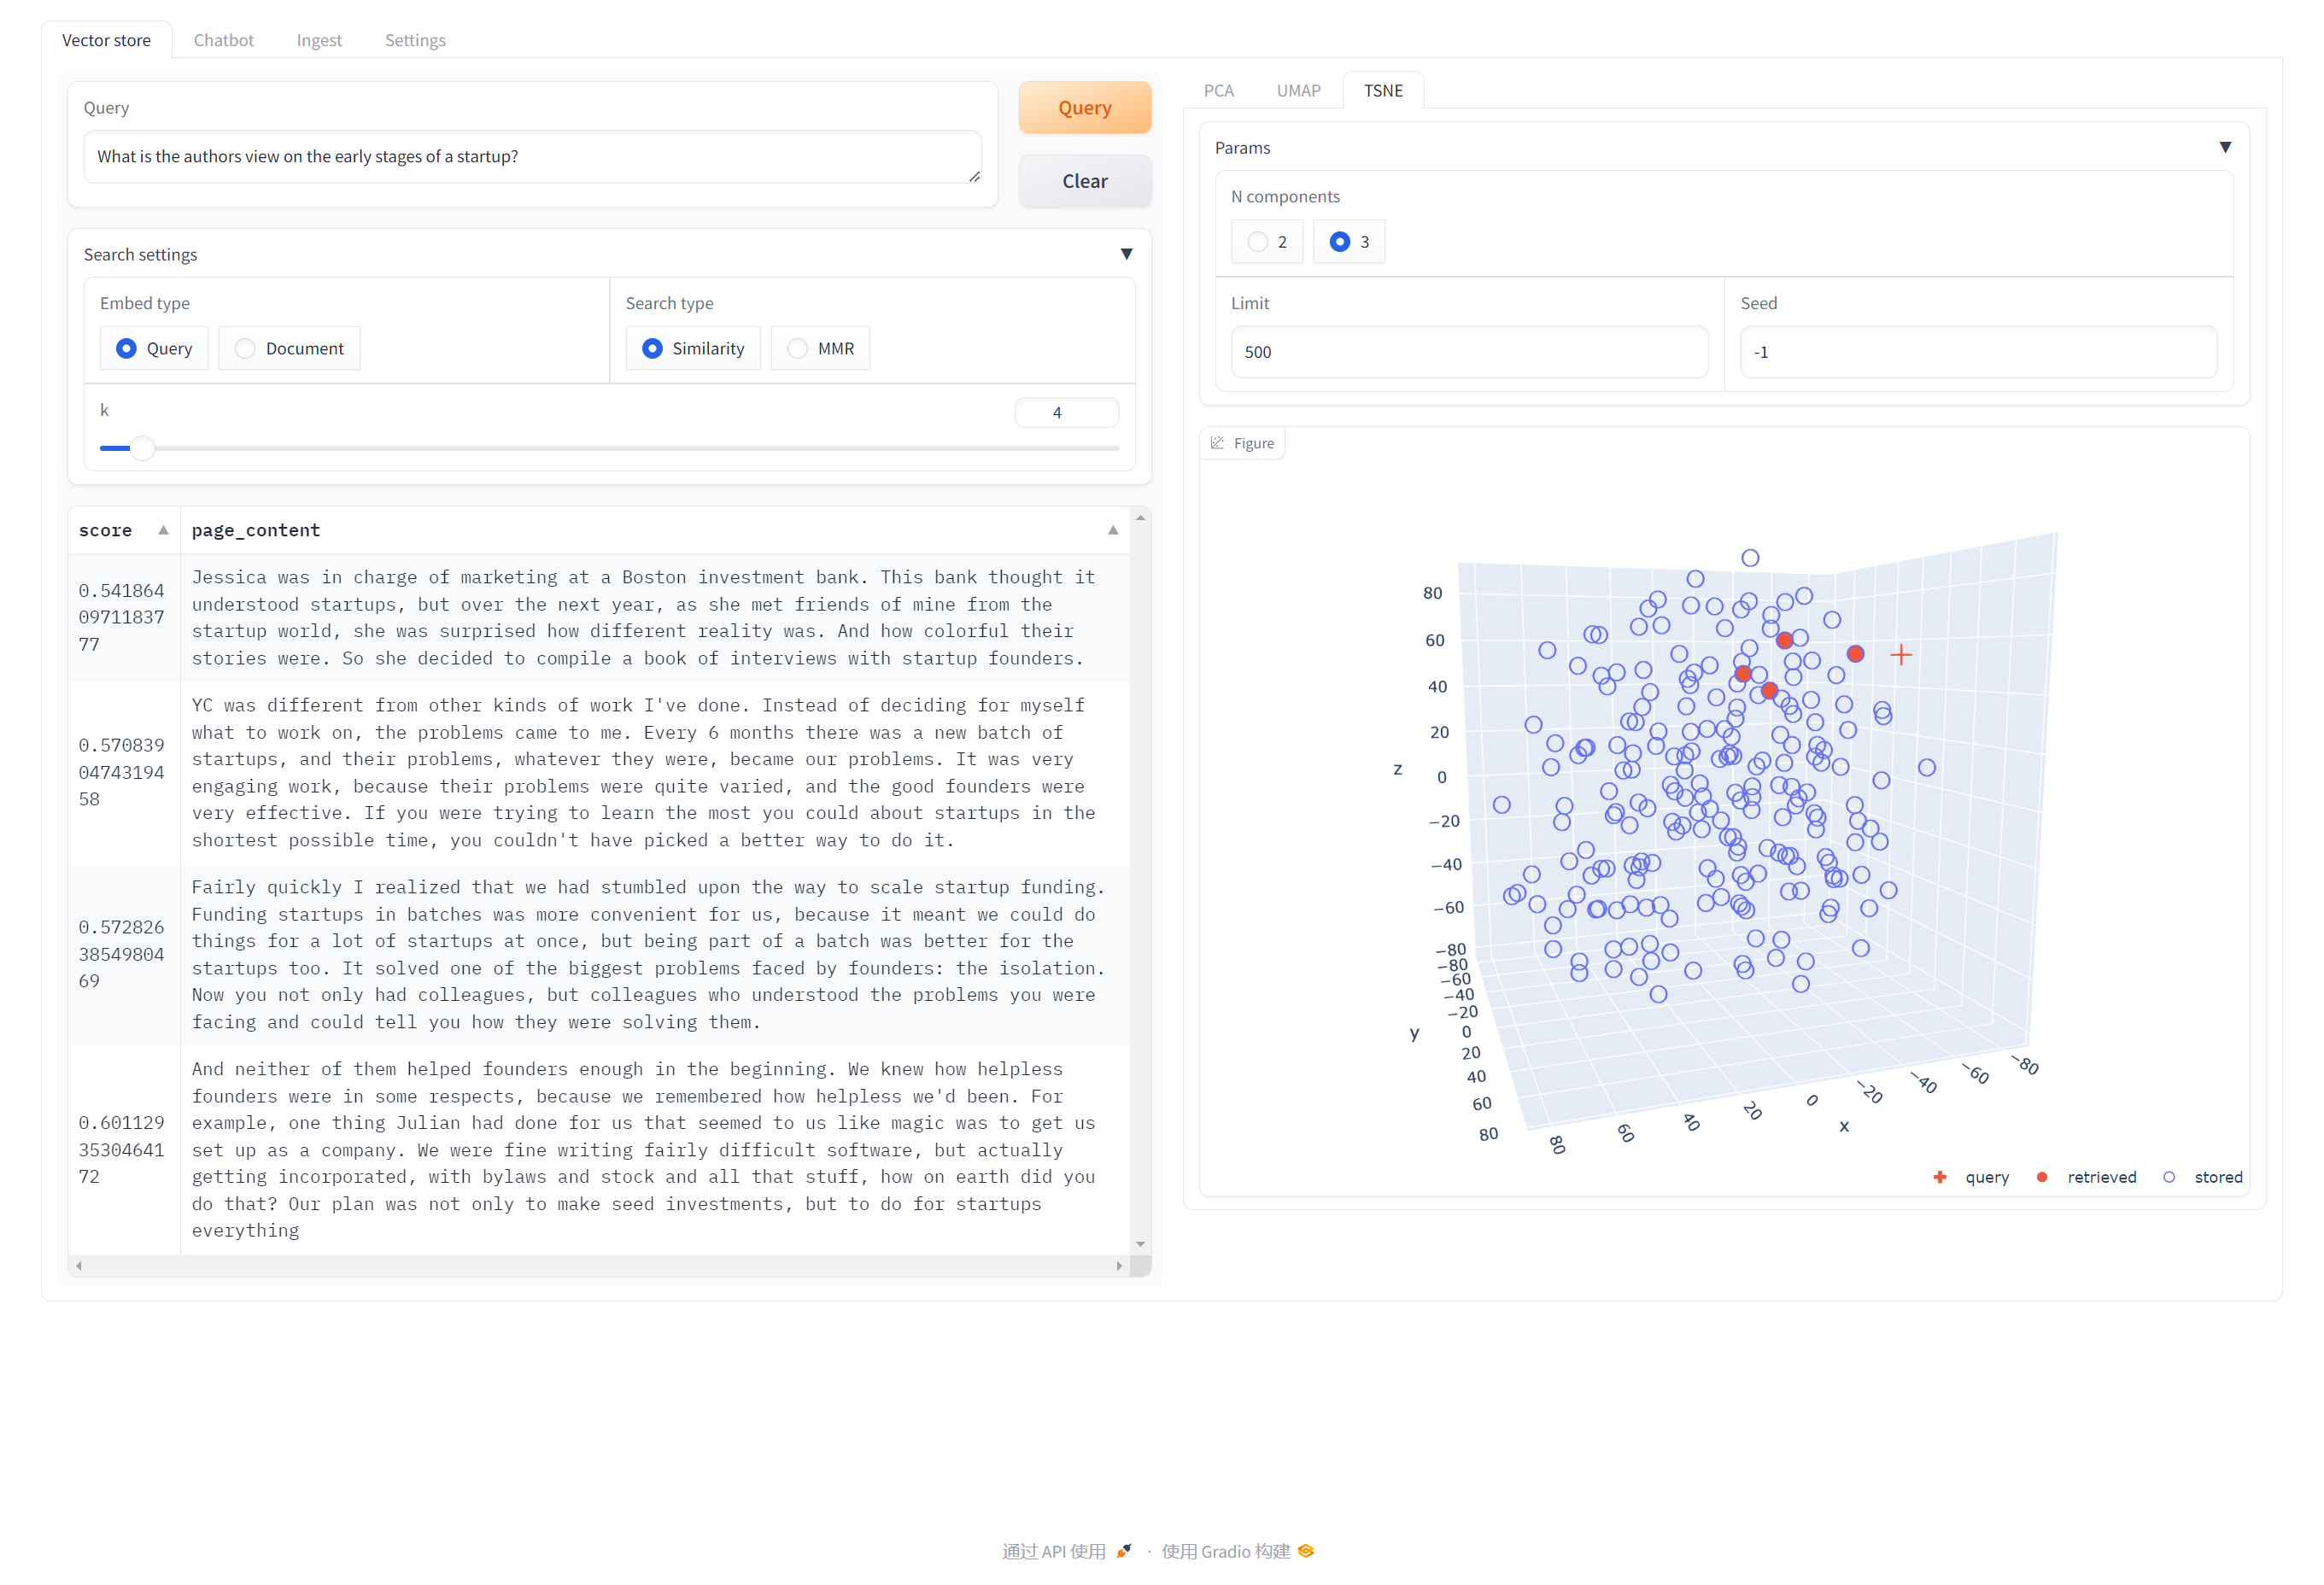 Vector store Chatbot Ingest Settings
Query
What is the authors view on the early stages of a startup?
Query
Clear
Search settings
Embed type
Query Document
Search type
Similarity MMR
k
4
score page_content
0.541864
09711837
77
Jessica was in charge of marketing at a Boston investment bank. This bank thought it
understood startups, but over the next year, as she met friends of mine from the
startup world, she was surprised how different reality was. And how colorful their
stories were. So she decided to compile a book of interviews with startup founders.
0.570839
04743194
58
YC was different from other kinds of work I've done. Instead of deciding for myself
what to work on, the problems came to me. Every 6 months there was a new batch of
startups, and their problems, whatever they were, became our problems. It was very
engaging work, because their problems were quite varied, and the good founders were
very effective. If you were trying to learn the most you could about startups in the
shortest possible time, you couldn't have picked a better way to do it.
0.572826
38549804
69
Fairly quickly I realized that we had stumbled upon the way to scale startup funding.
Funding startups in batches was more convenient for us, because it meant we could do
things for a lot of startups at once, but being part of a batch was better for the
startups too. It solved one of the biggest problems faced by founders: the isolation.
Now you not only had colleagues, but colleagues who understood the problems you were
facing and could tell you how they were solving them.
0.601129
35304641
72
And neither of them helped founders enough in the beginning. We knew how helpless
founders were in some respects, because we remembered how helpless we'd been. For
example, one thing Julian had done for us that seemed to us like magic was to get us
set up as a company. We were fine writing fairly difficult software, but actually
getting incorporated, with bylaws and stock and all that stuff, how on earth did you
do that? Our plan was not only to make seed investments, but to do for startups
everything
PCA UMAP TSNE
Params
N components
2 3
Limit
500
Seed
-1
Figure
80
60
40
20
z
0
−20
−40
−60
−80
−80
−60
−40
−20
y
0
20
40
60
80
80
60
40
20
0
−20
−40
−60
−80
x
query retrieved stored
通过 API 使用 · 使用 Gradio 构建